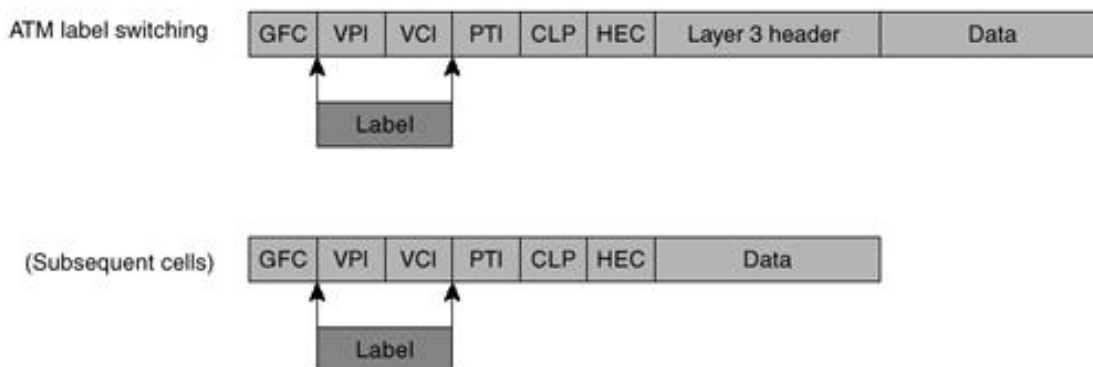 ATM label switching
GFC VPI VCI PTI CLP HEC Layer 3 header Data
Label
(Subsequent cells)
GFC VPI VCI PTI CLP HEC Data
Label